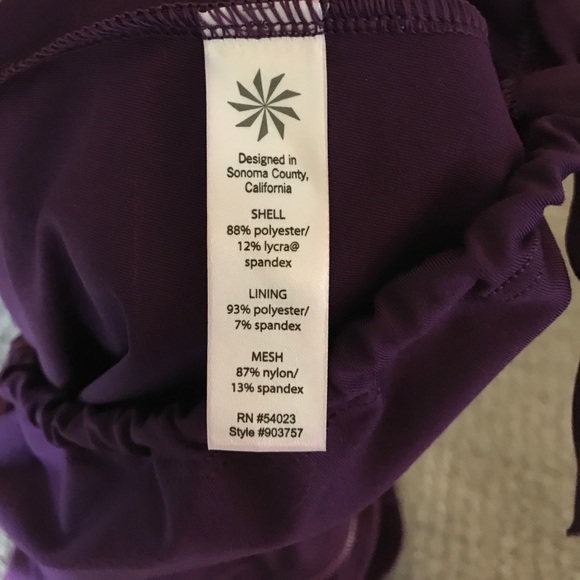 Designed in
Sonoma County,
California
SHELL
88% polyester/
12% lycra@
spandex
LINING
93% polyester/
7% spandex
MESH
87% nylon/
13% spandex
RN #54023
Style #903757